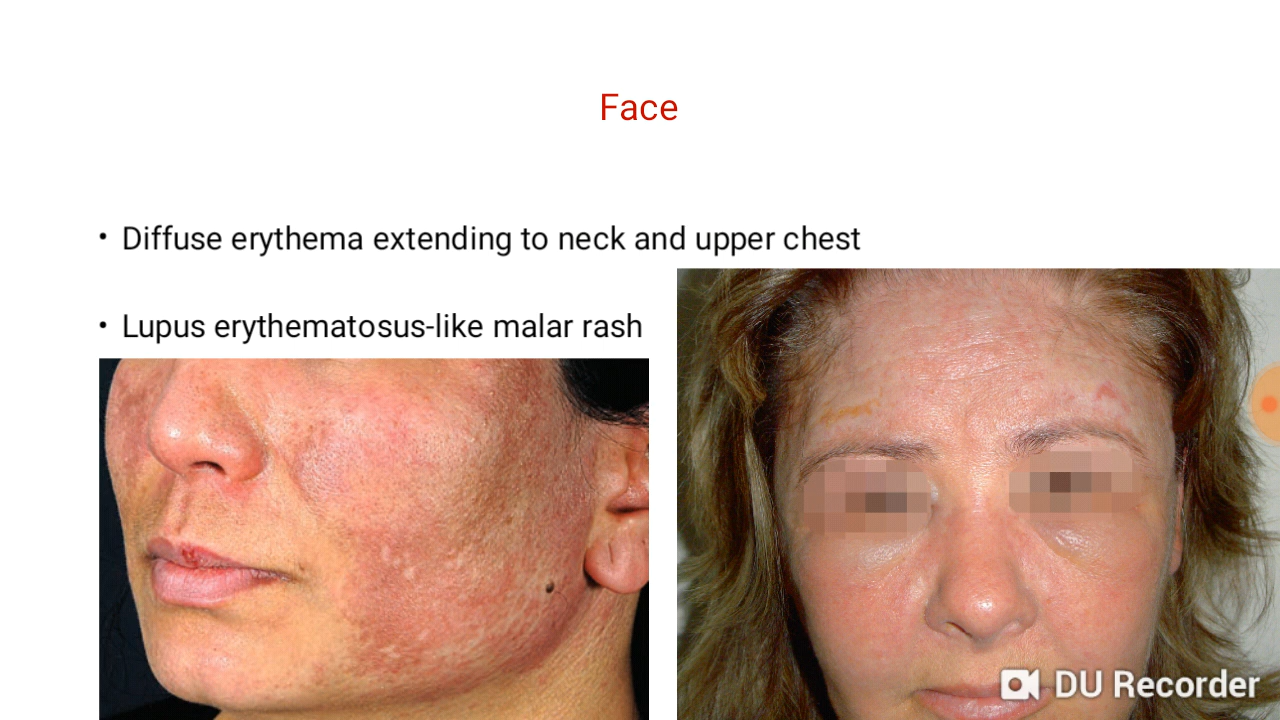 Face
• Diffuse erythema extending to neck and upper chest
• Lupus erythematosus-like malar rash
DU Recorder